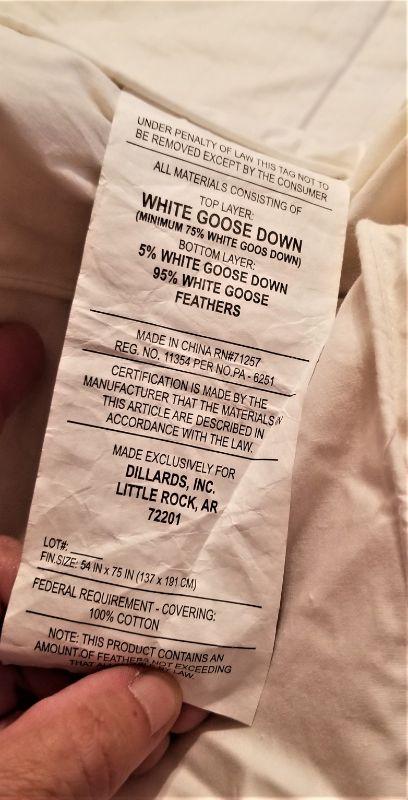 UNDER PENALTY OF LAW THIS TAG NOT TO
BE REMOVED EXCEPT BY THE CONSUMER
ALL MATERIALS CONSISTING OF
TOP LAYER:
WHITE GOOSE DOWN
(MINIMUM 75% WHITE GOOS DOWN)
BOTTOM LAYER:
5% WHITE GOOSE DOWN
95% WHITE GOOSE
FEATHERS
MADE IN CHINA RN#71257
REG. NO. 11354 PER NO.PA - 6251
CERTIFICATION IS MADE BY THE
MANUFACTURER THAT THE MATERIALS IN
THIS ARTICLE ARE DESCRIBED IN
ACCORDANCE WITH THE LAW.
MADE EXCLUSIVELY FOR
DILLARDS, INC.
LITTLE ROCK, AR
72201
LOT#: ____
FIN.SIZE: 54 IN x 75 IN (137 x 191 CM)
FEDERAL REQUIREMENT - COVERING:
100% COTTON
NOTE: THIS PRODUCT CONTAINS AN
AMOUNT OF FEATHERS NOT EXCEEDING
THAT BY LAW.